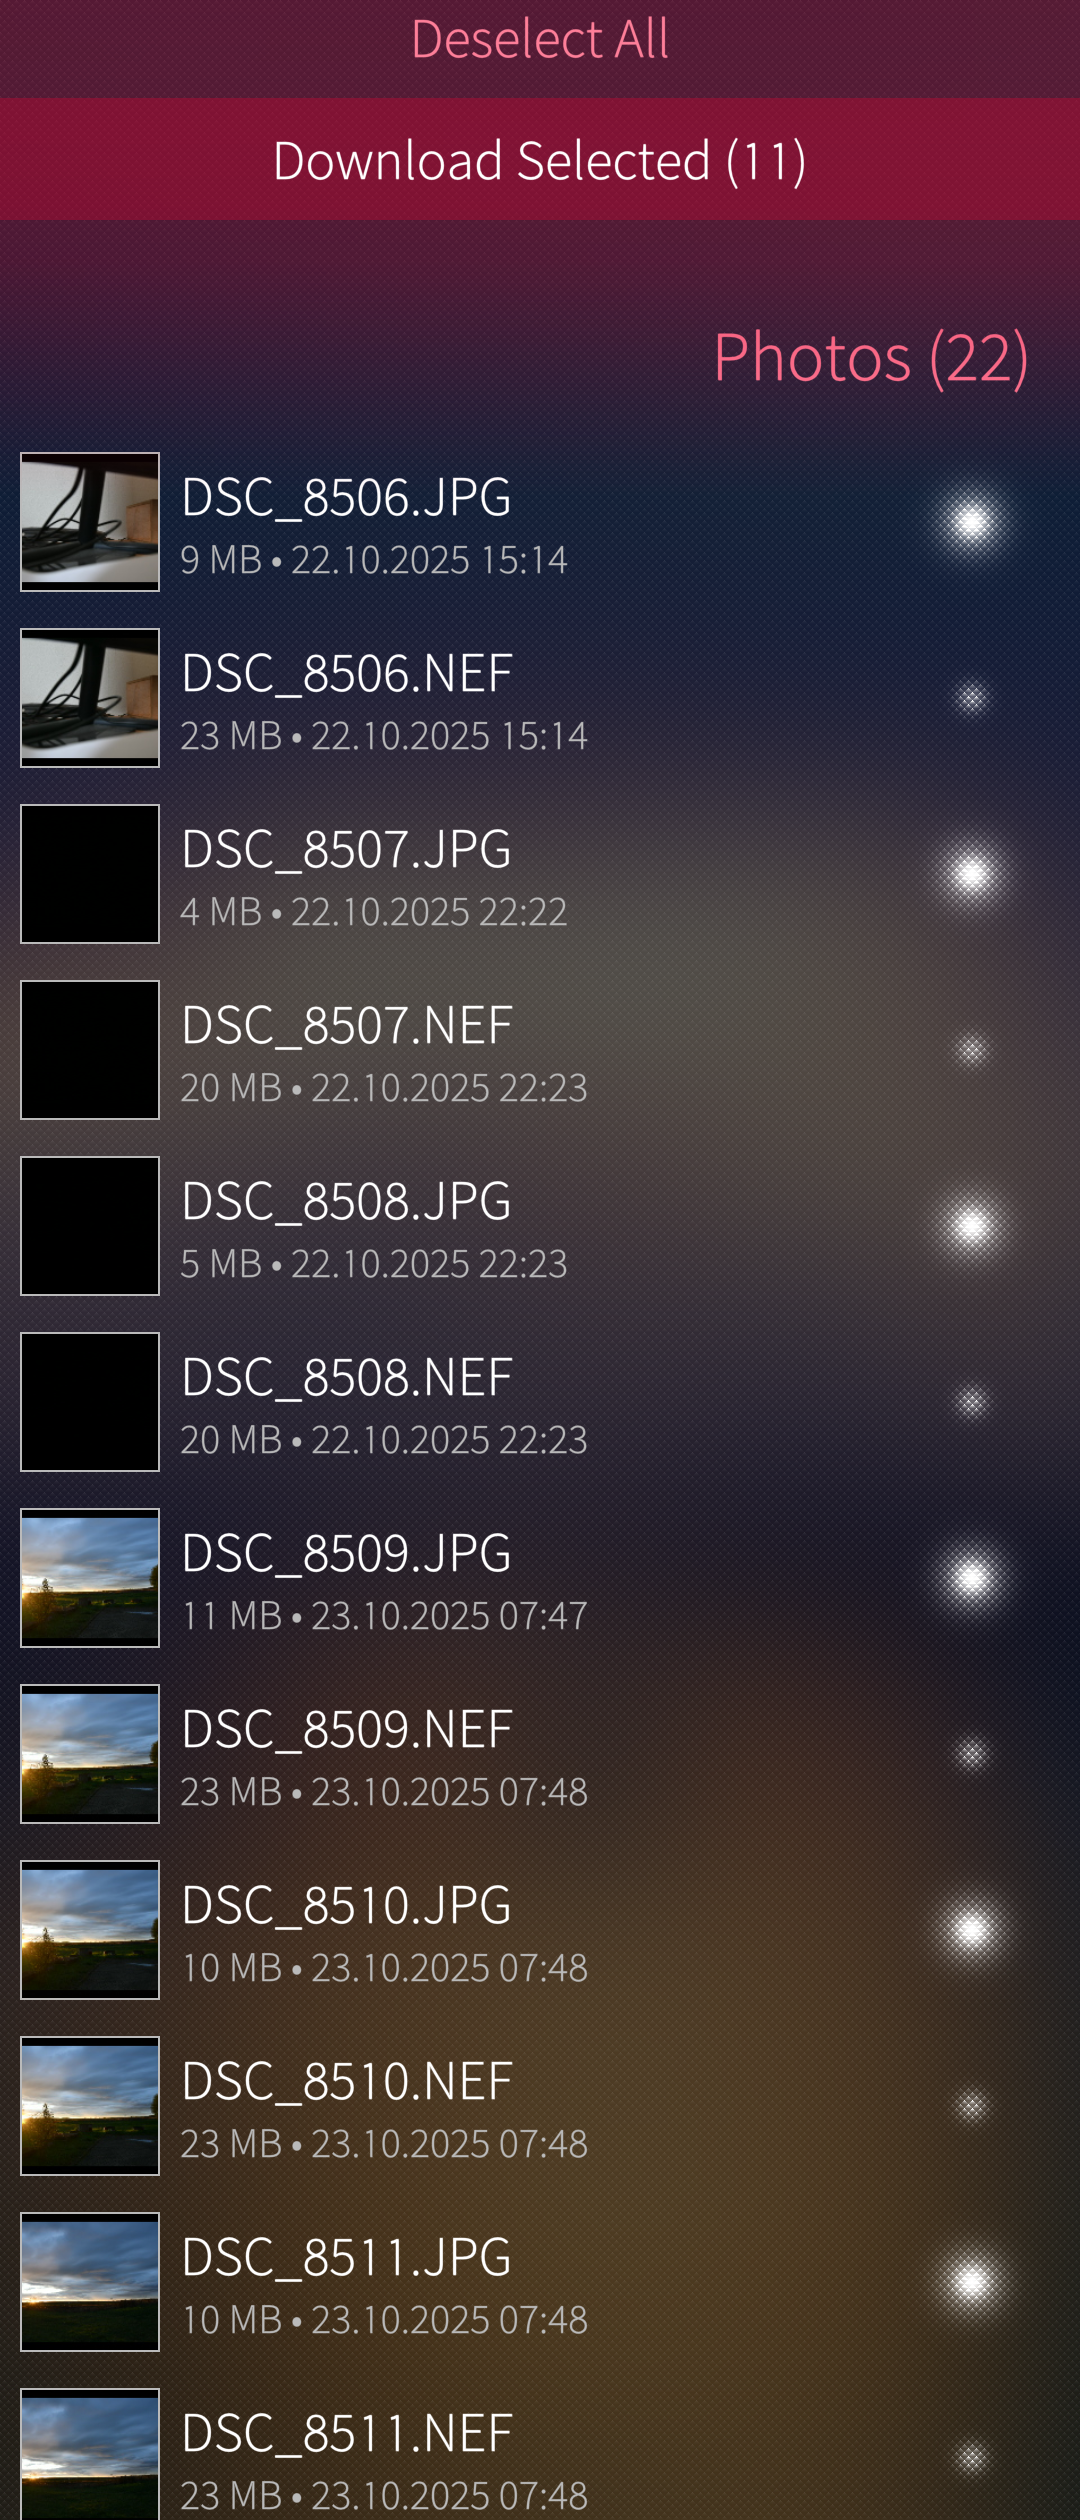 Deselect All
Download Selected (11)
Photos (22)
DSC_8506.JPG
9 MB • 22.10.2025 15:14
DSC_8506.NEF
23 MB • 22.10.2025 15:14
DSC_8507.JPG
4 MB • 22.10.2025 22:22
DSC_8507.NEF
20 MB • 22.10.2025 22:23
DSC_8508.JPG
5 MB • 22.10.2025 22:23
DSC_8508.NEF
20 MB • 22.10.2025 22:23
DSC_8509.JPG
11 MB • 23.10.2025 07:47
DSC_8509.NEF
23 MB • 23.10.2025 07:48
DSC_8510.JPG
10 MB • 23.10.2025 07:48
DSC_8510.NEF
23 MB • 23.10.2025 07:48
DSC_8511.JPG
10 MB • 23.10.2025 07:48
DSC_8511.NEF
23 MB • 23.10.2025 07:48